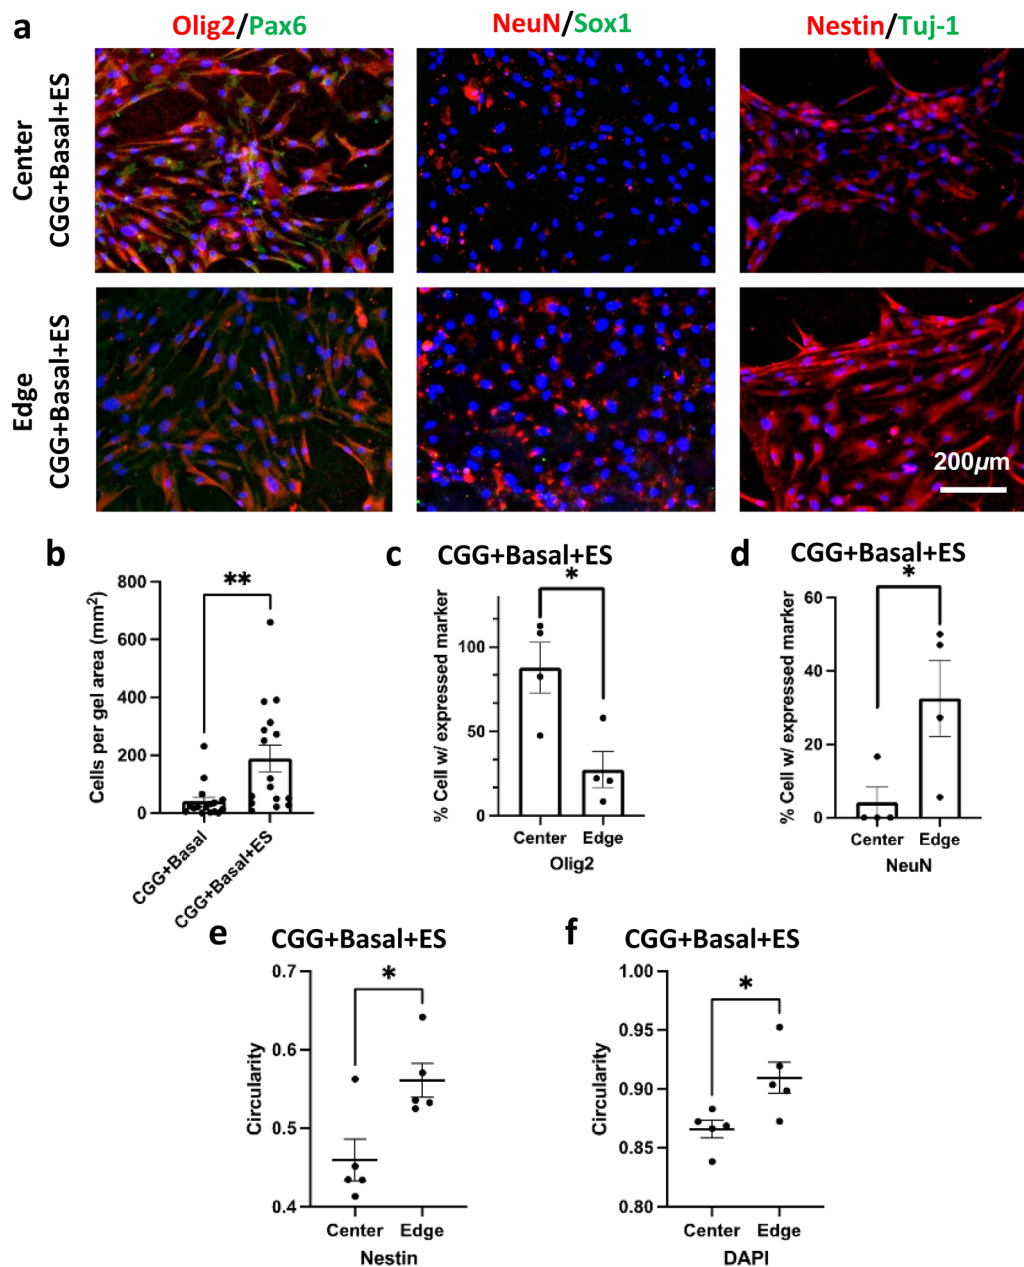 a
Olig2/Pax6
NeuN/Sox1
Nestin/Tuj-1
Center
CGG+Basal+ES
Edge
CGG+Basal+ES
200μm
b
Cells per gel area (mm²)
800
600
400
200
0
**
CGG+Basal
CGG+Basal+ES
c
CGG+Basal+ES
% Cell w/ expressed marker
100
50
0
*
Center
Edge
Olig2
d
CGG+Basal+ES
% Cell w/ expressed marker
60
40
20
0
*
Center
Edge
NeuN
e
CGG+Basal+ES
Circularity
0.7
0.6
0.5
0.4
*
Center
Edge
Nestin
f
CGG+Basal+ES
Circularity
1.00
0.95
0.90
0.85
0.80
*
Center
Edge
DAPI